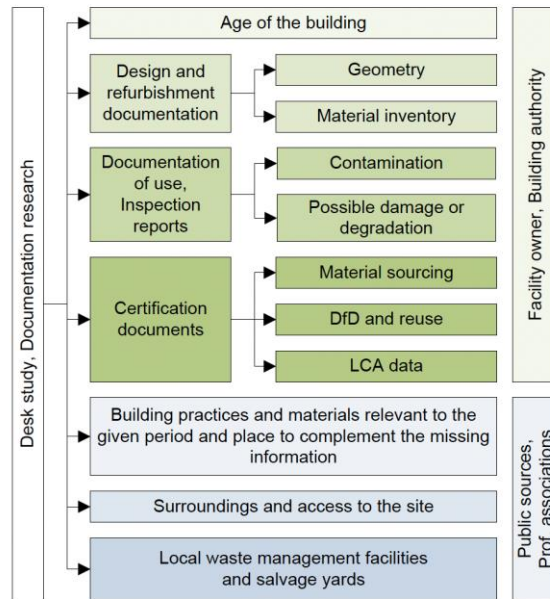 Desk study, Documentation research
Age of the building
Design and
refurbishment
documentation
Geometry
Material inventory
Documentation
of use,
Inspection
reports
Contamination
Possible damage or
degradation
Certification
documents
Material sourcing
DfD and reuse
LCA data
Building practices and materials relevant to the
given period and place to complement the missing
information
Surroundings and access to the site
Local waste management facilities
and salvage yards
Facility owner, Building authority
Public sources,
Prof. associations